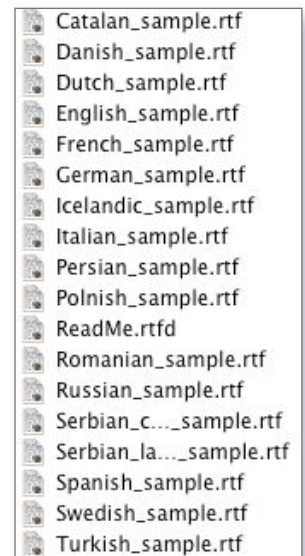 Catalan_sample.rtf
Danish_sample.rtf
Dutch_sample.rtf
English_sample.rtf
French_sample.rtf
German_sample.rtf
Icelandic_sample.rtf
Italian_sample.rtf
Persian_sample.rtf
Polnish_sample.rtf
ReadMe.rtfd
Romanian_sample.rtf
Russian_sample.rtf
Serbian_c..._sample.rtf
Serbian_la..._sample.rtf
Spanish_sample.rtf
Swedish_sample.rtf
Turkish_sample.rtf